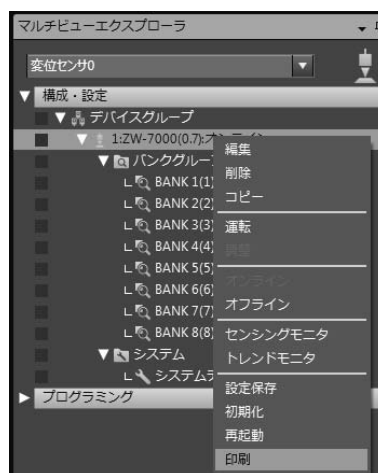 マルチビューエクスプローラ
変位センサ0
構成・設定
デバイスグループ
1:ZW-7000(0.7):オンライン
編集
バンクグルー
削除
BANK 1(1)
コピー
BANK 2(2)
BANK 3(3)
運転
BANK 4(4)
調整
BANK 5(5)
オンライン
BANK 6(6)
オフライン
BANK 7(7)
BANK 8(8)
センシングモニタ
システム
トレンドモニタ
システム
設定保存
プログラミング
初期化
再起動
印刷